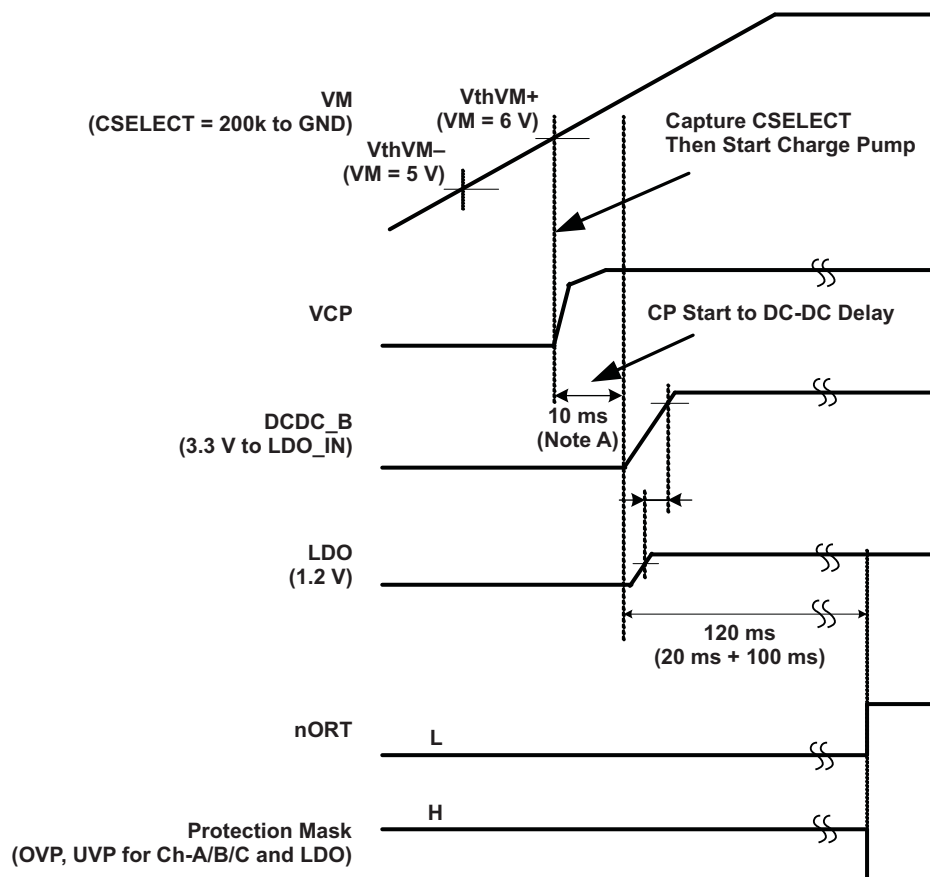 VM
(CSELECT = 200k to GND)
VthVM+
(VM = 6 V)
VthVM–
(VM = 5 V)
Capture CSELECT
Then Start Charge Pump
VCP
CP Start to DC-DC Delay
10 ms
(Note A)
DCDC_B
(3.3 V to LDO_IN)
LDO
(1.2 V)
120 ms
(20 ms + 100 ms)
nORT
L
H
Protection Mask
(OVP, UVP for Ch-A/B/C and LDO)